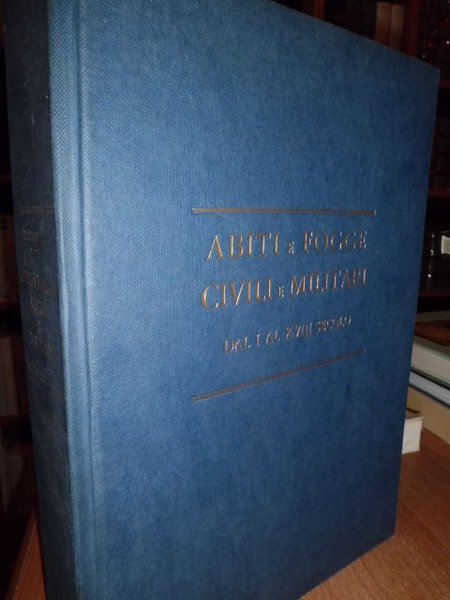 ABITI E FOGGE
CIVILI E MILITARI
DAL I AL XVIII SECOLO